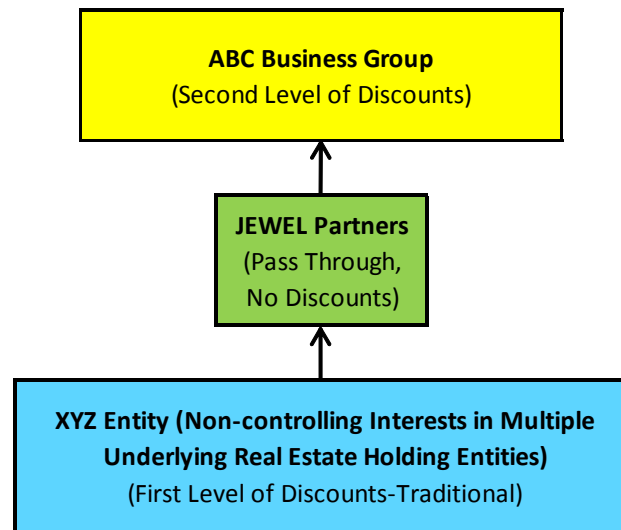 ABC Business Group
(Second Level of Discounts)
JEWEL Partners
(Pass Through,
No Discounts)
XYZ Entity (Non-controlling Interests in Multiple
Underlying Real Estate Holding Entities)
(First Level of Discounts-Traditional)